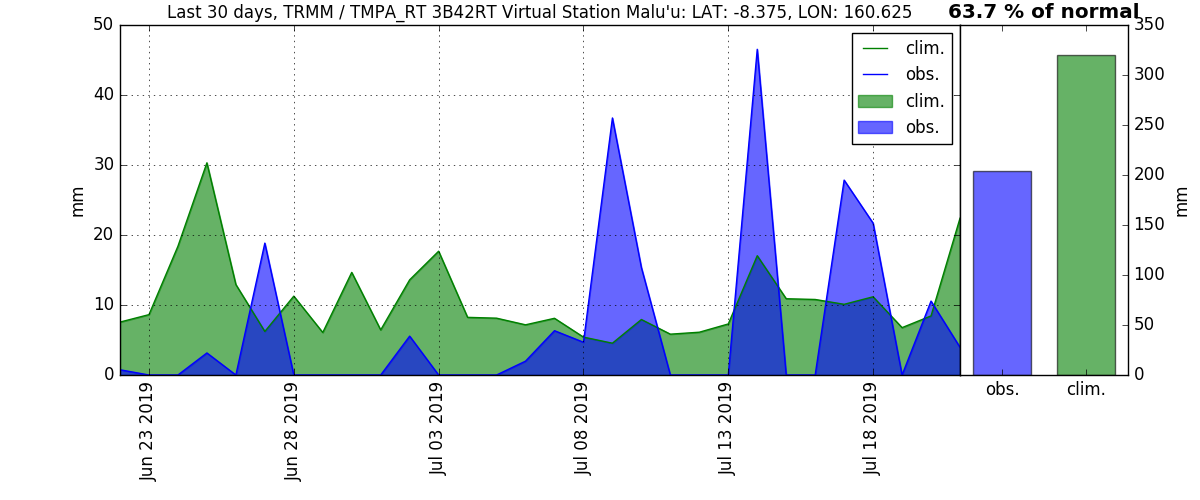 Last 30 days, TRMM / TMPA_RT 3B42RT Virtual Station Malu'u: LAT: -8.375, LON: 160.625
63.7 % of normal
50
40
30
20
10
0
mm
clim.
obs.
clim.
obs.
Jun 23 2019
Jun 28 2019
Jul 03 2019
Jul 08 2019
Jul 13 2019
Jul 18 2019
350
300
250
200
150
100
50
0
mm
obs.
clim.